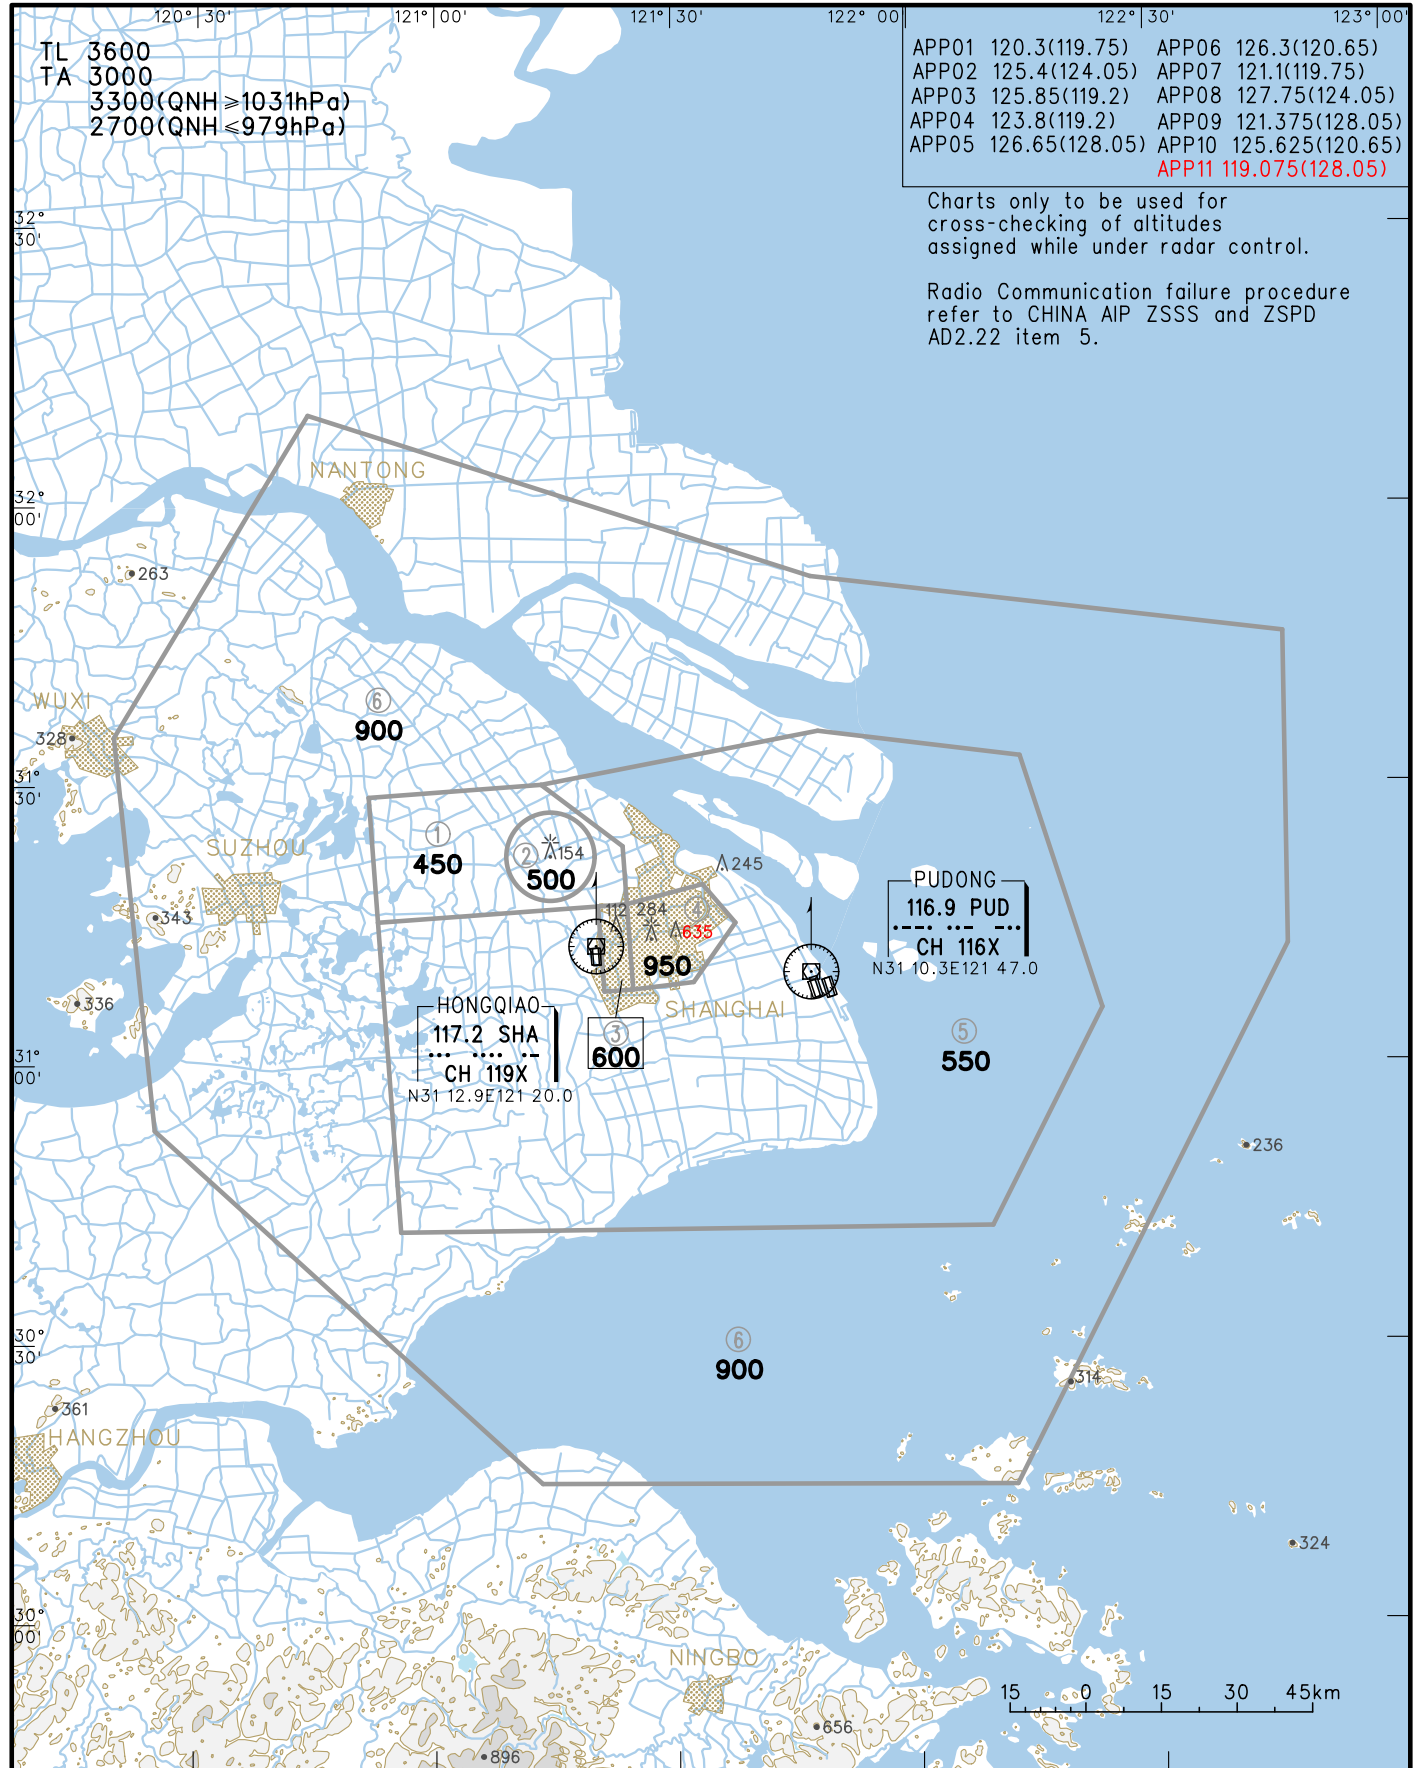 120°30'
121°00'
121°30'
122°00'
122°30'
123°00'
TL 3600
TA 3000
3300(QNH≥1031hPa)
2700(QNH≤979hPa)
APP01 120.3(119.75) APP06 126.3(120.65)
APP02 125.4(124.05) APP07 121.1(119.75)
APP03 125.85(119.2) APP08 127.75(124.05)
APP04 123.8(119.2) APP09 121.375(128.05)
APP05 126.65(128.05) APP10 125.625(120.65)
APP11 119.075(128.05)
Charts only to be used for
cross-checking of altitudes
assigned while under radar control.
Radio Communication failure procedure
refer to CHINA AIP ZSSS and ZSPD
AD2.22 item 5.
32°
30'
NANTONG
32°
00'
263
WUXI
328
⑥
900
31°
30'
SUZHOU
①
450
②
154
500
245
343
112
284
④
635
950
PUDONG
116.9 PUD
CH 116X
N31 10.3E121 47.0
336
HONGQIAO
117.2 SHA
CH 119X
N31 12.9E121 20.0
SHANGHAI
③
600
⑤
550
31°
00'
236
30°
30'
⑥
900
314
361
HANGZHOU
324
30°
00'
NINGBO
656
896
15 0 15 30 45km